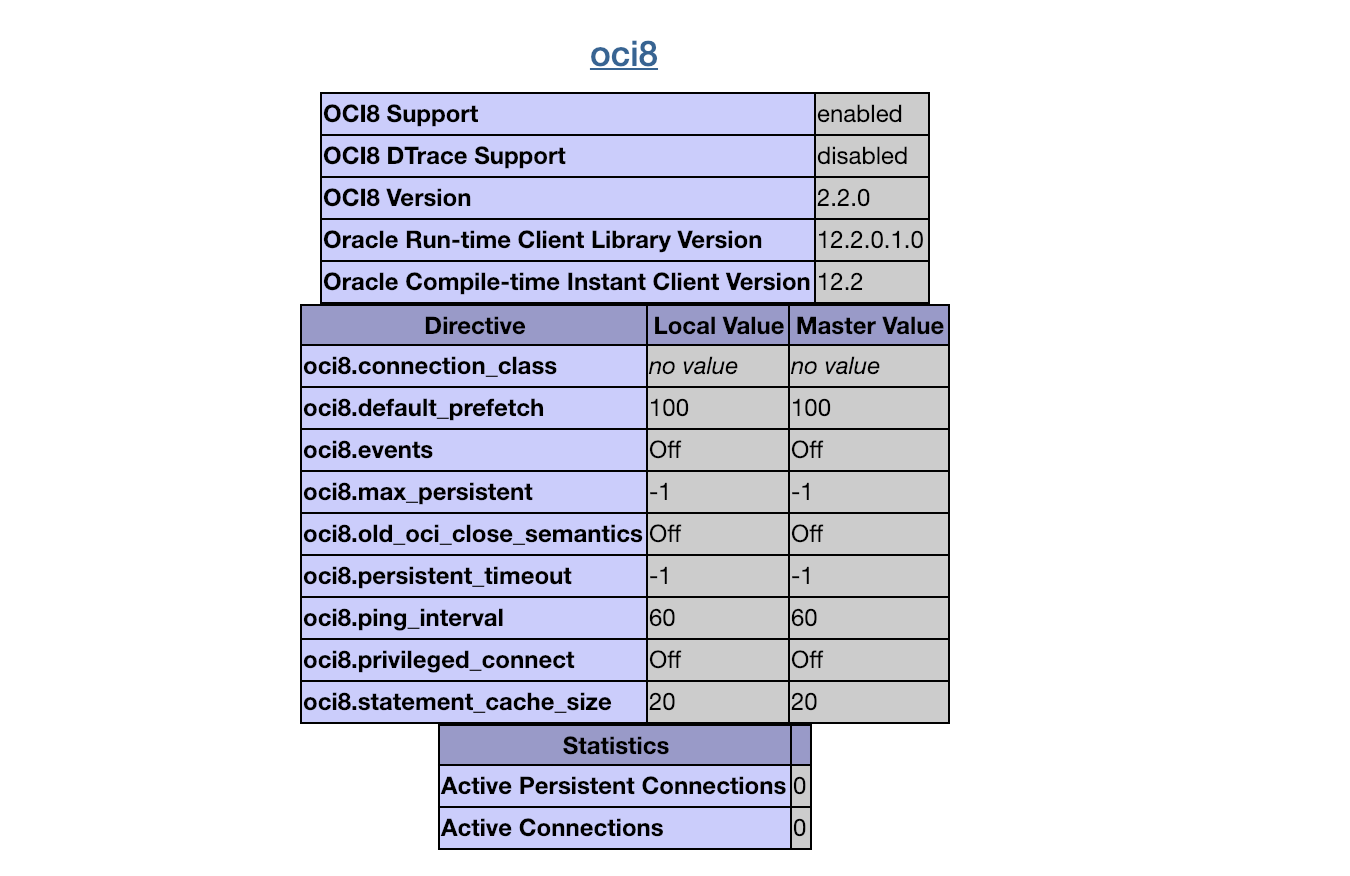 oci8
OCI8 Support enabled
OCI8 DTrace Support disabled
OCI8 Version 2.2.0
Oracle Run-time Client Library Version 12.2.0.1.0
Oracle Compile-time Instant Client Version 12.2
Directive Local Value Master Value
oci8.connection_class no value no value
oci8.default_prefetch 100 100
oci8.events Off Off
oci8.max_persistent -1 -1
oci8.old_oci_close_semantics Off Off
oci8.persistent_timeout -1 -1
oci8.ping_interval 60 60
oci8.privileged_connect Off Off
oci8.statement_cache_size 20 20
Statistics
Active Persistent Connections 0
Active Connections 0